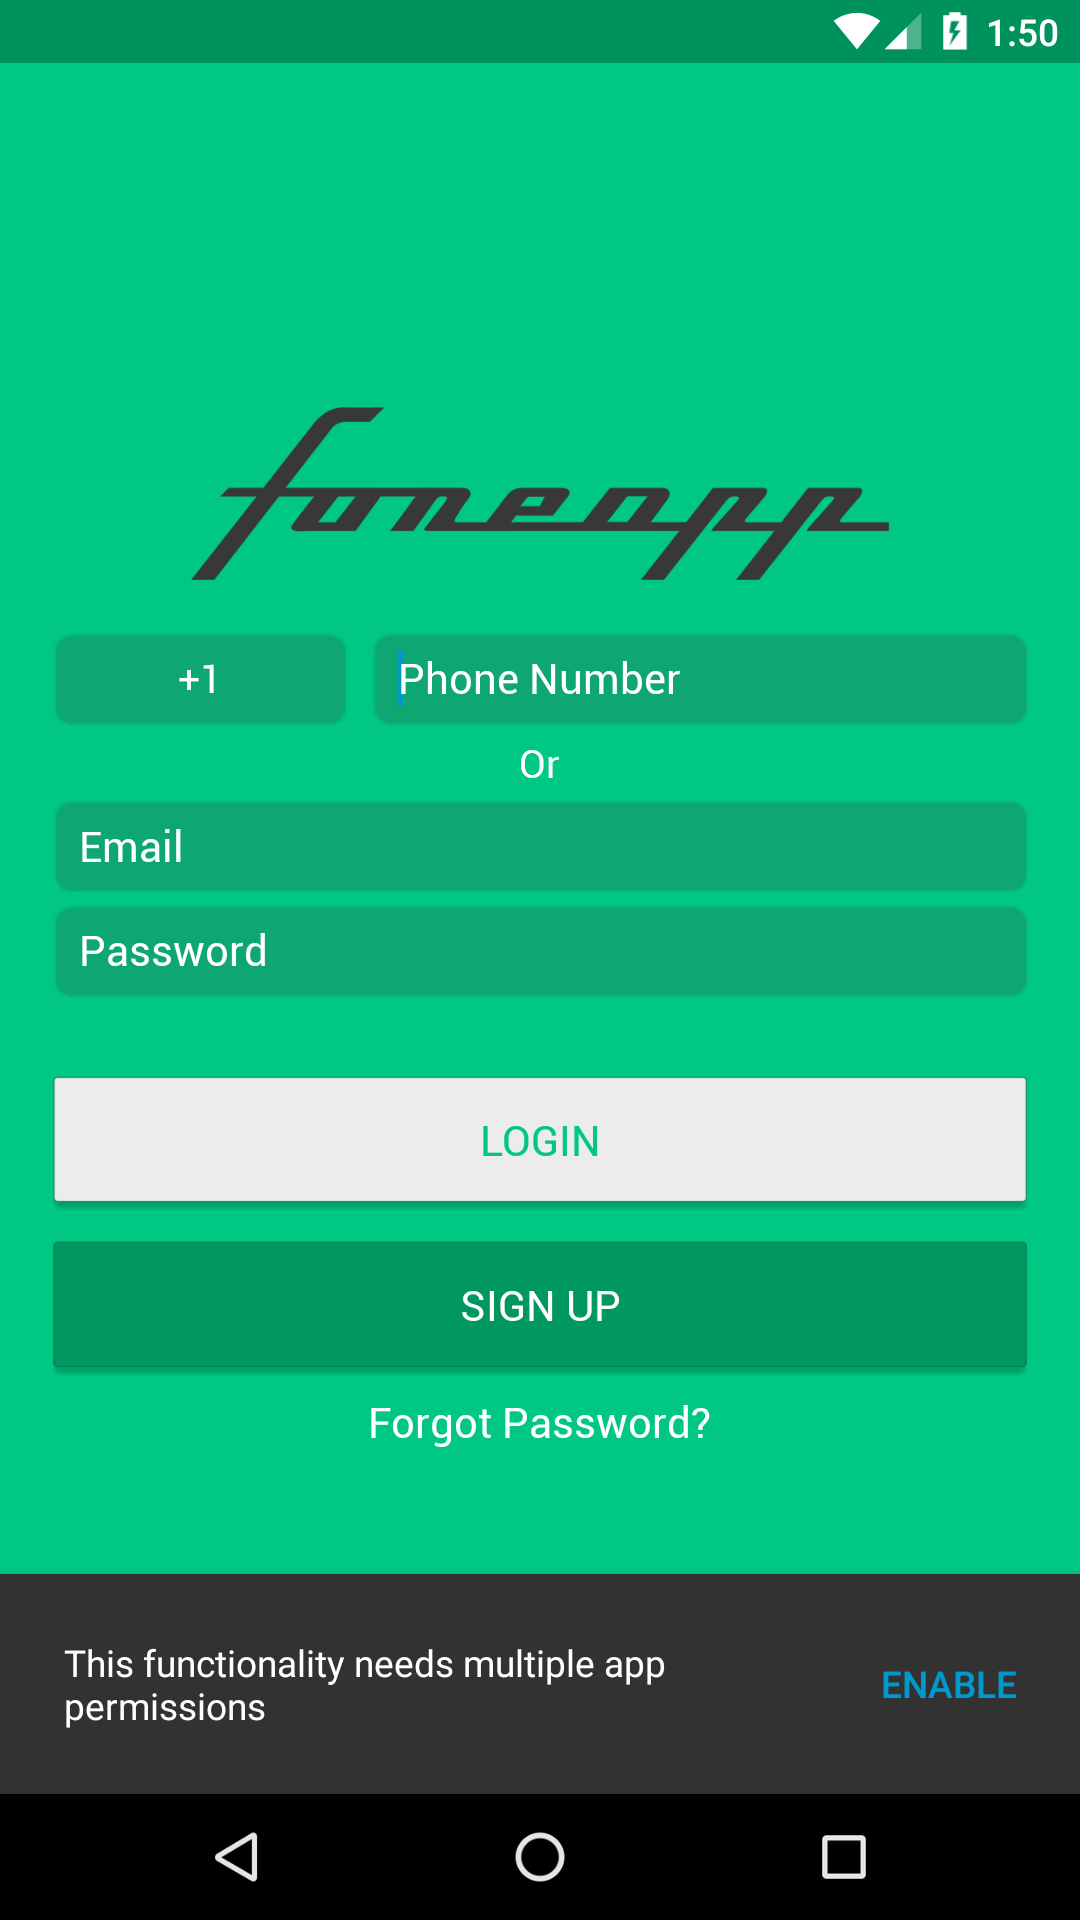 1:50
foneapp
+1
Phone Number
Or
Email
Password
LOGIN
SIGN UP
Forgot Password?
This functionality needs multiple app
permissions
ENABLE